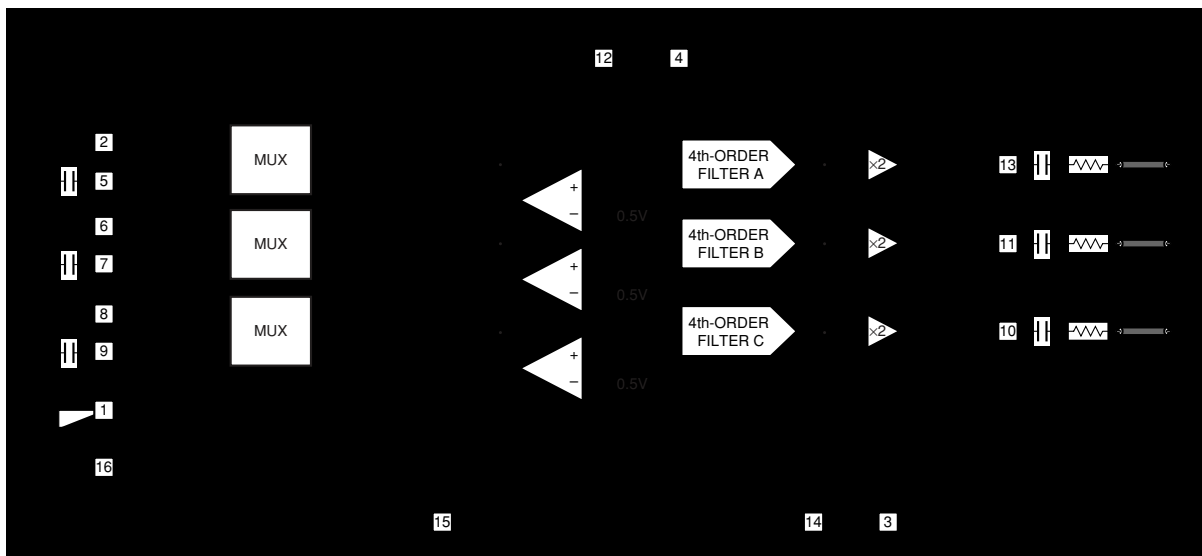 12 4
2
MUX
4th-ORDER
FILTER A
×2
13
5
+
−
0.5V
6
MUX
4th-ORDER
FILTER B
×2
11
7
+
−
0.5V
8
MUX
4th-ORDER
FILTER C
×2
10
9
+
−
0.5V
1
16
15 14 3